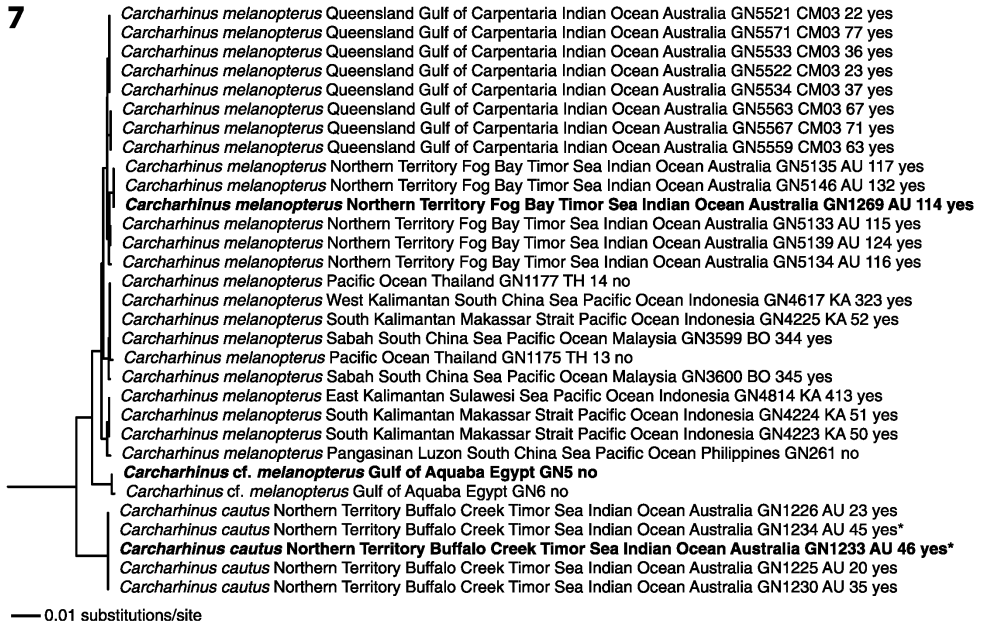 7
Carcharhinus melanopterus Queensland Gulf of Carpentaria Indian Ocean Australia GN5521 CM03 22 yes
Carcharhinus melanopterus Queensland Gulf of Carpentaria Indian Ocean Australia GN5571 CM03 77 yes
Carcharhinus melanopterus Queensland Gulf of Carpentaria Indian Ocean Australia GN5533 CM03 36 yes
Carcharhinus melanopterus Queensland Gulf of Carpentaria Indian Ocean Australia GN5522 CM03 23 yes
Carcharhinus melanopterus Queensland Gulf of Carpentaria Indian Ocean Australia GN5534 CM03 37 yes
Carcharhinus melanopterus Queensland Gulf of Carpentaria Indian Ocean Australia GN5563 CM03 67 yes
Carcharhinus melanopterus Queensland Gulf of Carpentaria Indian Ocean Australia GN5567 CM03 71 yes
Carcharhinus melanopterus Queensland Gulf of Carpentaria Indian Ocean Australia GN5559 CM03 63 yes
Carcharhinus melanopterus Northern Territory Fog Bay Timor Sea Indian Ocean Australia GN5135 AU 117 yes
Carcharhinus melanopterus Northern Territory Fog Bay Timor Sea Indian Ocean Australia GN5146 AU 132 yes
Carcharhinus melanopterus Northern Territory Fog Bay Timor Sea Indian Ocean Australia GN1269 AU 114 yes
Carcharhinus melanopterus Northern Territory Fog Bay Timor Sea Indian Ocean Australia GN5133 AU 115 yes
Carcharhinus melanopterus Northern Territory Fog Bay Timor Sea Indian Ocean Australia GN5139 AU 124 yes
Carcharhinus melanopterus Northern Territory Fog Bay Timor Sea Indian Ocean Australia GN5134 AU 116 yes
Carcharhinus melanopterus Pacific Ocean Thailand GN1177 TH 14 no
Carcharhinus melanopterus West Kalimantan South China Sea Pacific Ocean Indonesia GN4617 KA 323 yes
Carcharhinus melanopterus South Kalimantan Makassar Strait Pacific Ocean Indonesia GN4225 KA 52 yes
Carcharhinus melanopterus Sabah South China Sea Pacific Ocean Malaysia GN3599 BO 344 yes
Carcharhinus melanopterus Pacific Ocean Thailand GN1175 TH 13 no
Carcharhinus melanopterus Sabah South China Sea Pacific Ocean Malaysia GN3600 BO 345 yes
Carcharhinus melanopterus East Kalimantan Sulawesi Sea Pacific Ocean Indonesia GN4814 KA 413 yes
Carcharhinus melanopterus South Kalimantan Makassar Strait Pacific Ocean Indonesia GN4224 KA 51 yes
Carcharhinus melanopterus South Kalimantan Makassar Strait Pacific Ocean Indonesia GN4223 KA 50 yes
Carcharhinus melanopterus Pangasinan Luzon South China Sea Pacific Ocean Philippines GN261 no
Carcharhinus cf. melanopterus Gulf of Aquaba Egypt GN5 no
Carcharhinus cf. melanopterus Gulf of Aquaba Egypt GN6 no
Carcharhinus cautus Northern Territory Buffalo Creek Timor Sea Indian Ocean Australia GN1226 AU 23 yes
Carcharhinus cautus Northern Territory Buffalo Creek Timor Sea Indian Ocean Australia GN1234 AU 45 yes*
Carcharhinus cautus Northern Territory Buffalo Creek Timor Sea Indian Ocean Australia GN1233 AU 46 yes*
Carcharhinus cautus Northern Territory Buffalo Creek Timor Sea Indian Ocean Australia GN1225 AU 20 yes
Carcharhinus cautus Northern Territory Buffalo Creek Timor Sea Indian Ocean Australia GN1230 AU 35 yes
0.01 substitutions/site